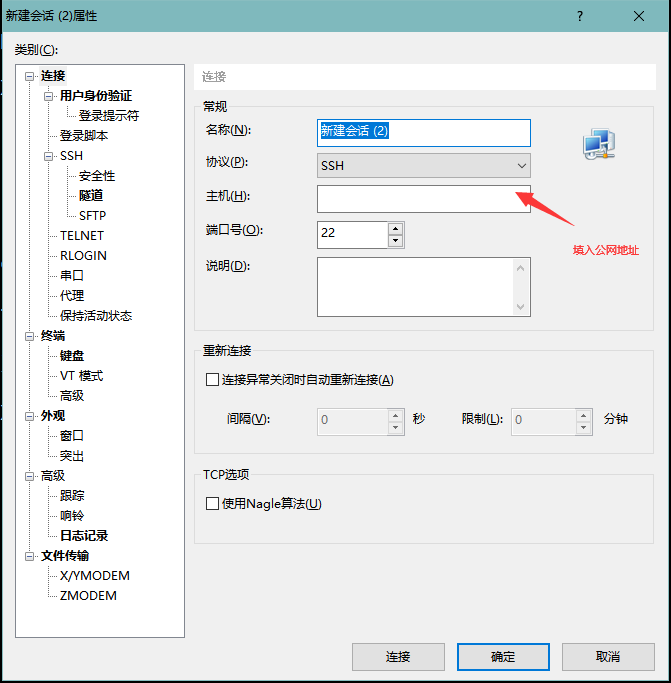 新建会话 (2)属性
?
类别(C):
连接
用户身份验证
登录提示符
登录脚本
SSH
安全性
隧道
SFTP
TELNET
RLOGIN
串口
代理
保持活动状态
终端
键盘
VT 模式
高级
外观
窗口
突出
高级
跟踪
响铃
日志记录
文件传输
X/YMODEM
ZMODEM
连接
常规
名称(N):
新建会话 (2)
协议(P):
SSH
主机(H):
填入公网地址
端口号(O):
22
说明(D):
重新连接
连接异常关闭时自动重新连接(A)
间隔(V):
0
秒
限制(L):
0
分钟
TCP选项
使用Nagle算法(U)
连接
确定
取消